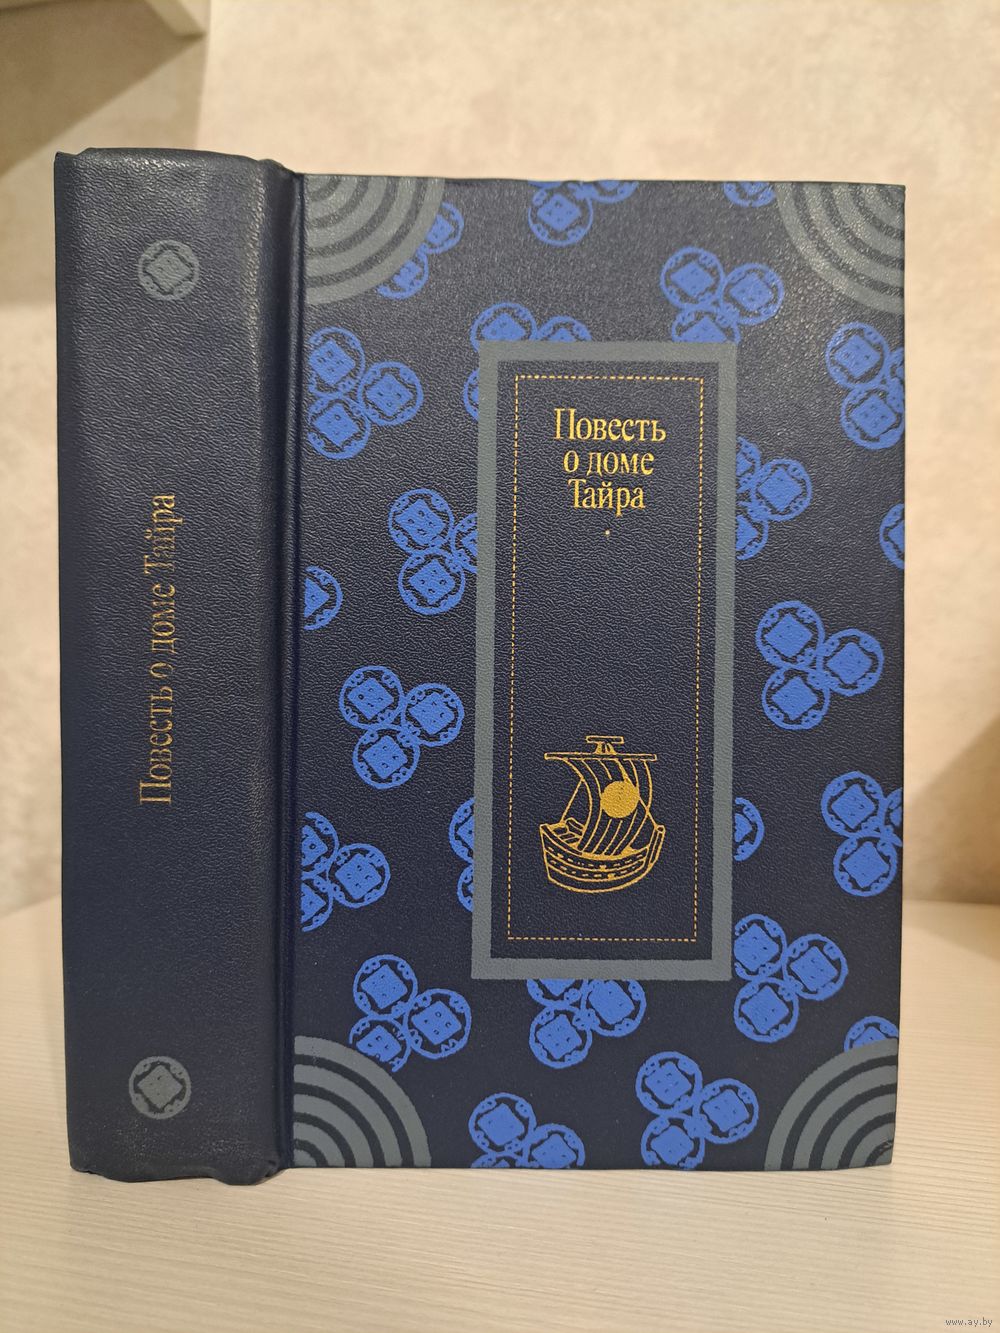 Повесть о доме Тайра
Повесть
о доме
Тайра
www.ay.by